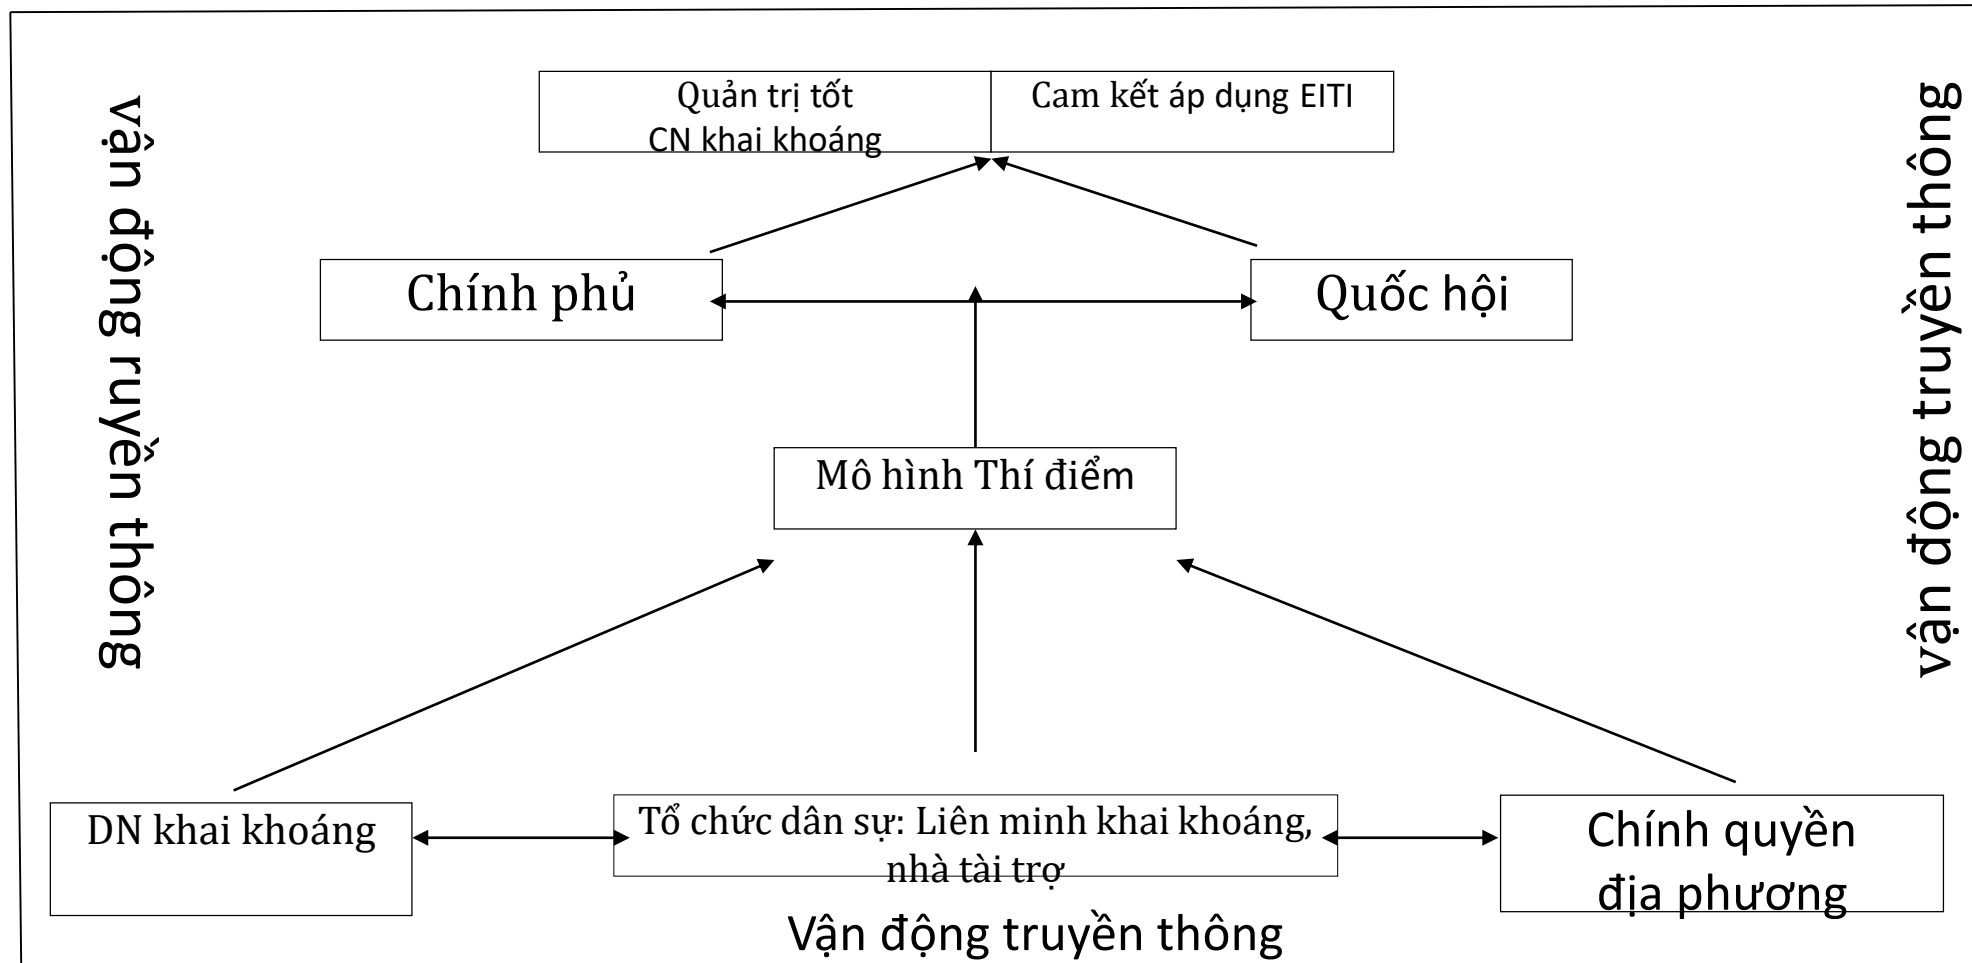 Quản trị tốt
CN khai khoáng
Cam kết áp dụng EITI
vận động ruyền thông
vận động truyền thông
Chính phủ
Quốc hội
Mô hình Thí điểm
DN khai khoáng
Tổ chức dân sự: Liên minh khai khoáng,
nhà tài trợ
Chính quyền
địa phương
Vận động truyền thông